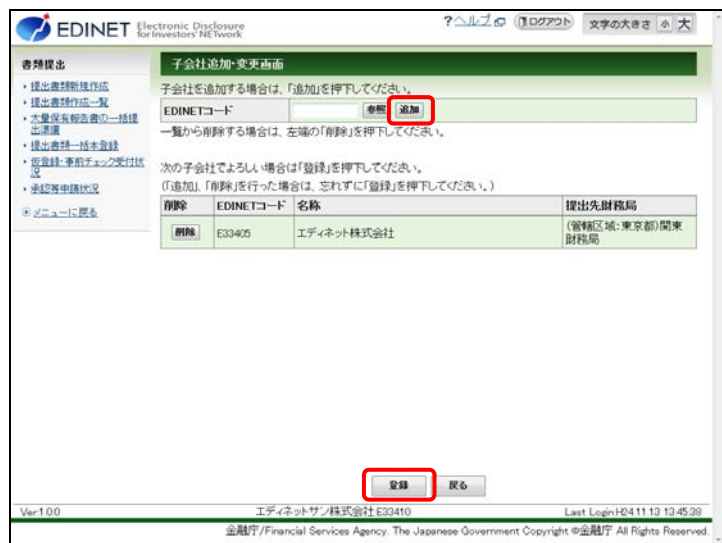 EDINET Electronic Disclosure for Investors' NETwork
?ヘルプ ログアウト 文字の大きさ 小 大
書類提出
・提出書類新規作成
・提出書類作成一覧
・大量保有報告書の一括提出準備
・提出書類一括本登録
・仮登録・事前チェック受付状況
・承認等申請状況
メニューに戻る
子会社追加・変更画面
子会社を追加する場合は、「追加」を押下してください。
EDINETコード 参照 追加
一覧から削除する場合は、左端の「削除」を押下してください。
次の子会社でよろしい場合は「登録」を押下してください。
(「追加」、「削除」を行った場合は、忘れずに「登録」を押下してください。)
削除 EDINETコード 名称 提出先財務局
削除 E33405 エディネット株式会社 (管轄区域:東京都)関東財務局
登録 戻る
Ver.1.0.0 エディネットサン株式会社 E33410 Last Login:H24.11.13 13:45:38
金融庁/Financial Services Agency. The Japanese Government Copyright ©金融庁 All Rights Reserved.